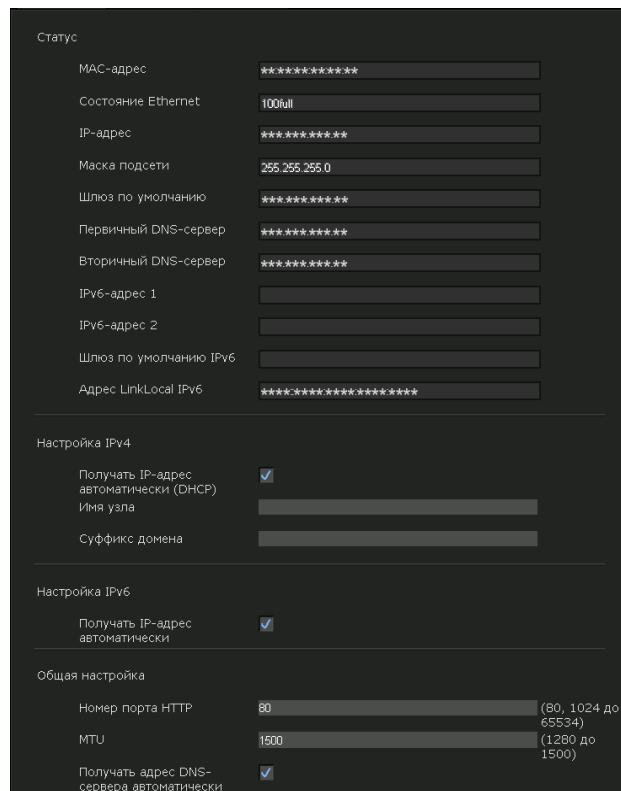 Статус
MAC-адрес **:**:**:**:**:**
Состояние Ethernet 100full
IP-адрес ***.***.***.**
Маска подсети 255.255.255.0
Шлюз по умолчанию ***.***.***.**
Первичный DNS-сервер ***.***.***.**
Вторичный DNS-сервер ***.***.***.**
IPv6-адрес 1
IPv6-адрес 2
Шлюз по умолчанию IPv6
Адрес LinkLocal IPv6 ****:****:****:****:****
Настройка IPv4
Получать IP-адрес
автоматически (DHCP)
Имя узла
Суффикс домена
Настройка IPv6
Получать IP-адрес
автоматически
Общая настройка
Номер порта HTTP 80 (80, 1024 до
65534)
MTU 1500 (1280 до
1500)
Получать адрес DNS-
сервера автоматически